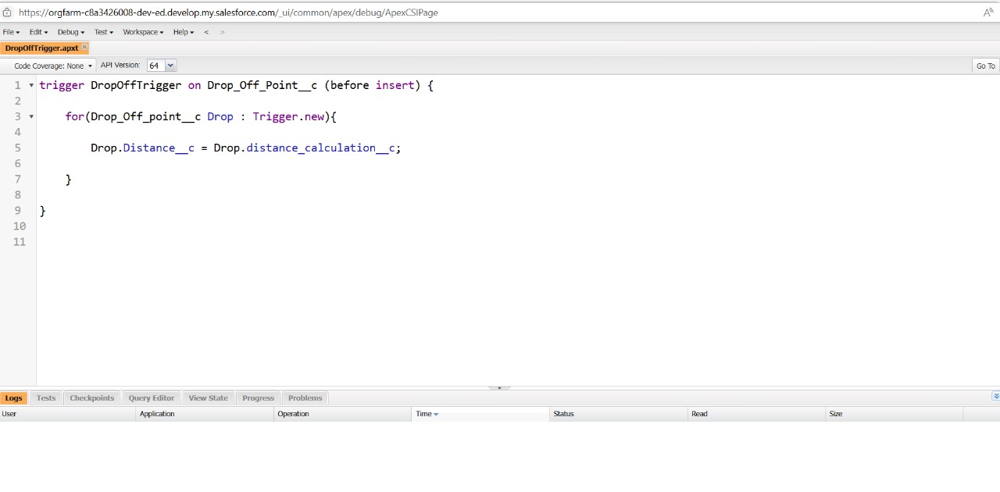 https://orgfarm-c8a3426008-dev-ed.develop.my.salesforce.com/_ui/common/apex/debug/ApexCSIPage
File Edit Debug Test Workspace Help < >
DropOffTrigger.apxt
Code Coverage: None API Version: 64 Go To
1 trigger DropOffTrigger on Drop_Off_Point__c (before insert) {
2
3 for(Drop_Off_point__c Drop : Trigger.new){
4
5 Drop.Distance__c = Drop.distance_calculation__c;
6
7 }
8
9 }
10
11
Logs Tests Checkpoints Query Editor View State Progress Problems
User Application Operation Time Status Read Size